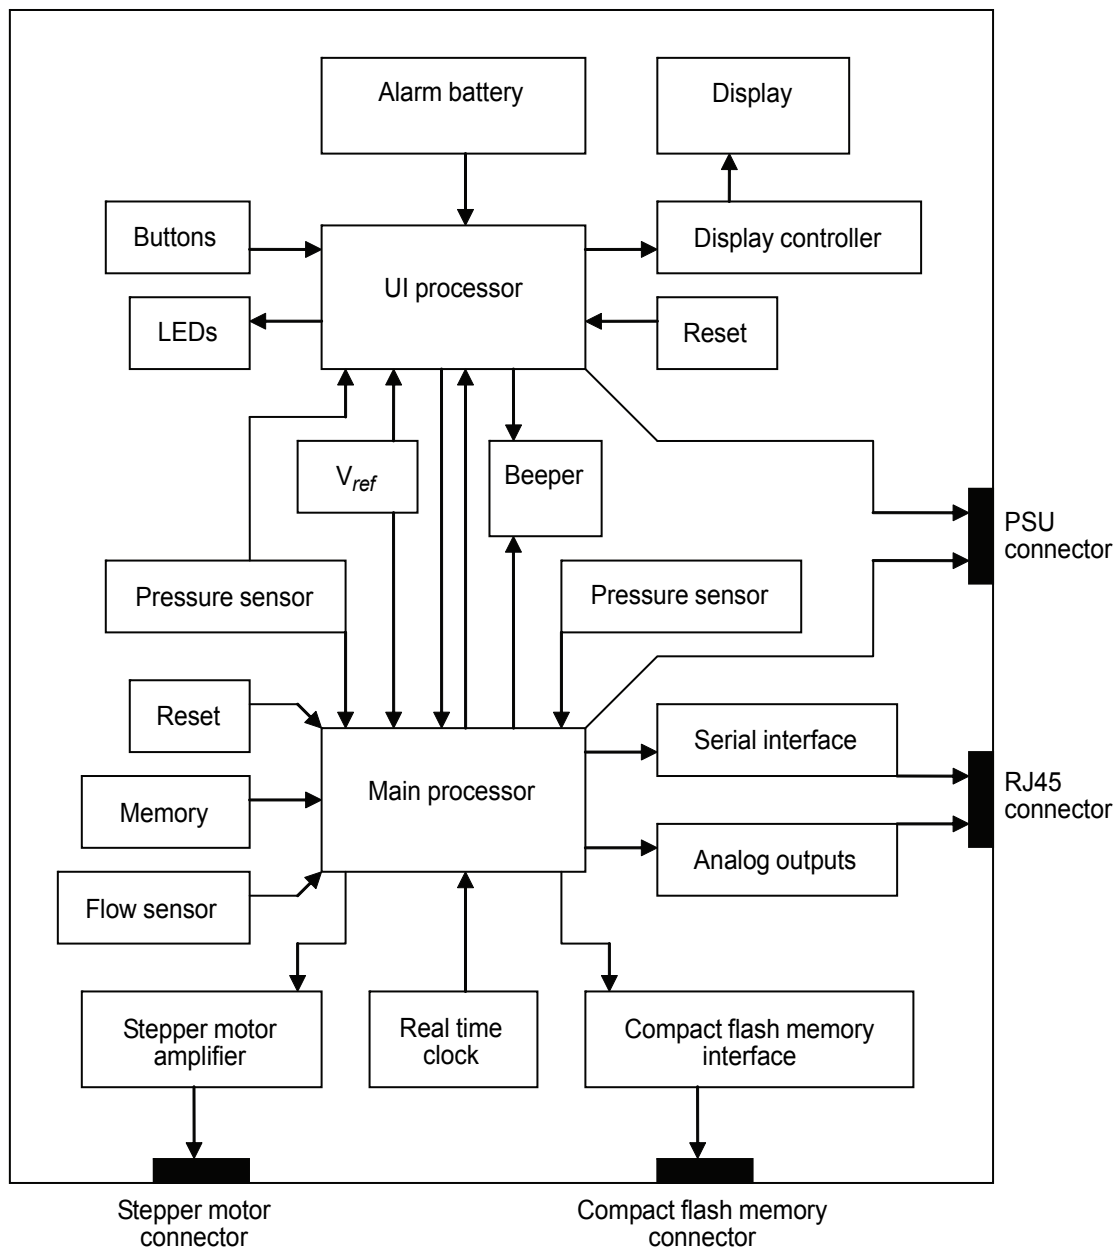 Alarm battery
Display
Buttons
Display controller
UI processor
LEDs
Reset
V_ref
Beeper
PSU
connector
Pressure sensor
Pressure sensor
Reset
Serial interface
Main processor
Memory
RJ45
connector
Analog outputs
Flow sensor
Stepper motor
amplifier
Real time
clock
Compact flash memory
interface
Stepper motor
connector
Compact flash memory
connector